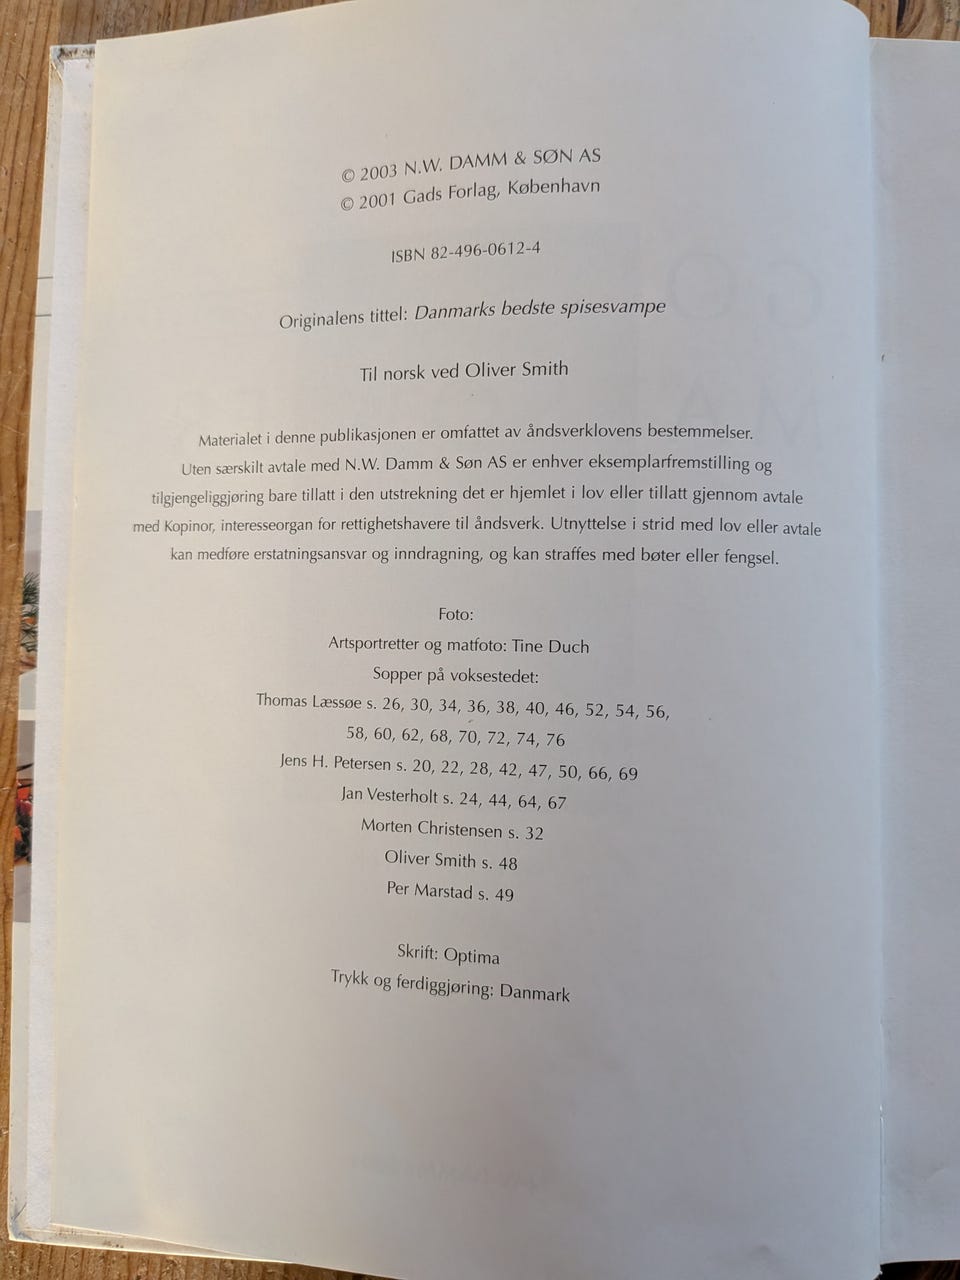 © 2003 N.W. DAMM & SØN AS
© 2001 Gads Forlag, København
ISBN 82-496-0612-4
Originalens tittel: Danmarks bedste spisesvampe
Til norsk ved Oliver Smith
Materialet i denne publikasjonen er omfattet av åndsverklovens bestemmelser.
Uten særskilt avtale med N.W. Damm & Søn AS er enhver eksemplarfremstilling og
tilgjengeliggjøring bare tillatt i den utstrekning det er hjemlet i lov eller tillatt gjennom avtale
med Kopinor, interesseorgan for rettighetshavere til åndsverk. Utnyttelse i strid med lov eller avtale
kan medføre erstatningsansvar og inndragning, og kan straffes med bøter eller fengsel.
Foto:
Artsportretter og matfoto: Tine Duch
Sopper på voksestedet:
Thomas Læssøe s. 26, 30, 34, 36, 38, 40, 46, 52, 54, 56,
58, 60, 62, 68, 70, 72, 74, 76
Jens H. Petersen s. 20, 22, 28, 42, 47, 50, 66, 69
Jan Vesterholt s. 24, 44, 64, 67
Morten Christensen s. 32
Oliver Smith s. 48
Per Marstad s. 49
Skrift: Optima
Trykk og ferdiggjøring: Danmark